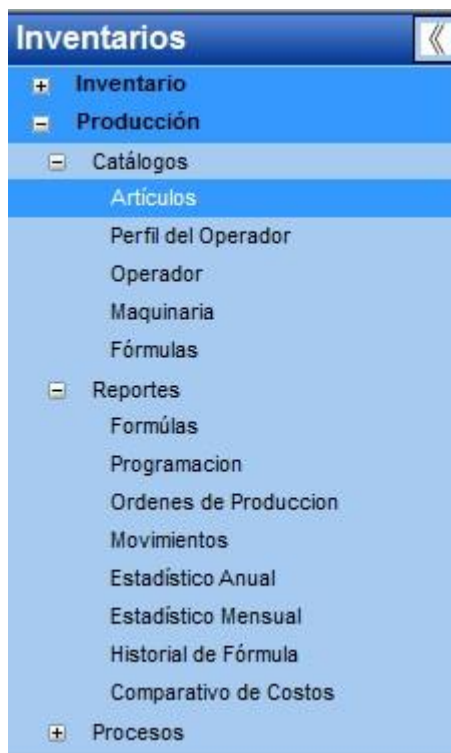 Inventarios
Inventario
Producción
Catálogos
Artículos
Perfil del Operador
Operador
Maquinaria
Fórmulas
Reportes
Formúlas
Programacion
Ordenes de Produccion
Movimientos
Estadístico Anual
Estadístico Mensual
Historial de Fórmula
Comparativo de Costos
Procesos